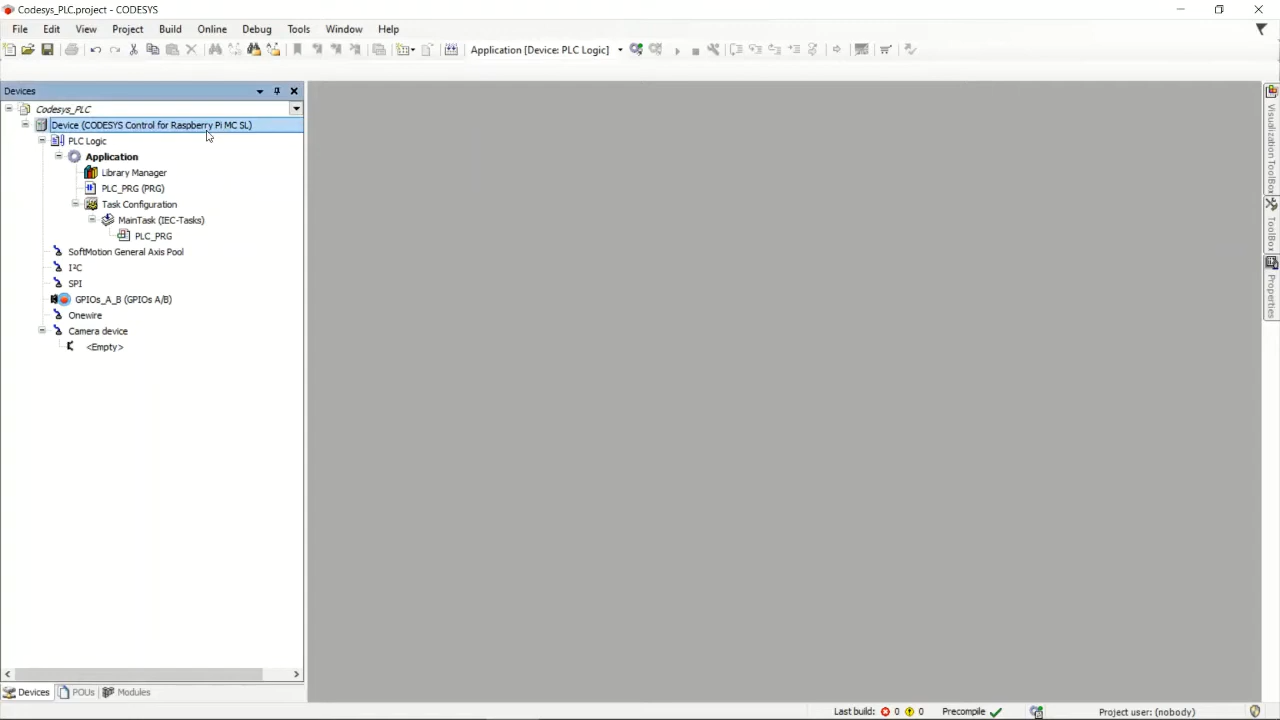 Codesys_PLC.project - CODESYS
File Edit View Project Build Online Debug Tools Window Help
Application [Device: PLC Logic]
Devices
Codesys_PLC
Device (CODESYS Control for Raspberry Pi MC SL)
PLC Logic
Application
Library Manager
PLC_PRG (PRG)
Task Configuration
MainTask (IEC-Tasks)
PLC_PRG
SoftMotion General Axis Pool
I²C
SPI
GPIOs_A_B (GPIOs A/B)
Onewire
Camera device
<Empty>
Visualization ToolBox
ToolBox
Properties
Devices POUs Modules
Last build: 0 0 Precompile Project user: (nobody)